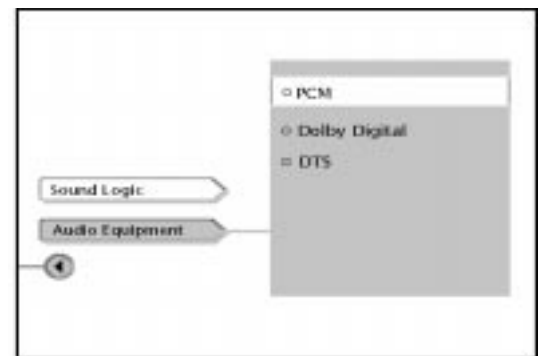 PCM
Dolby Digital
DTS
Sound Logic
Audio Equipment